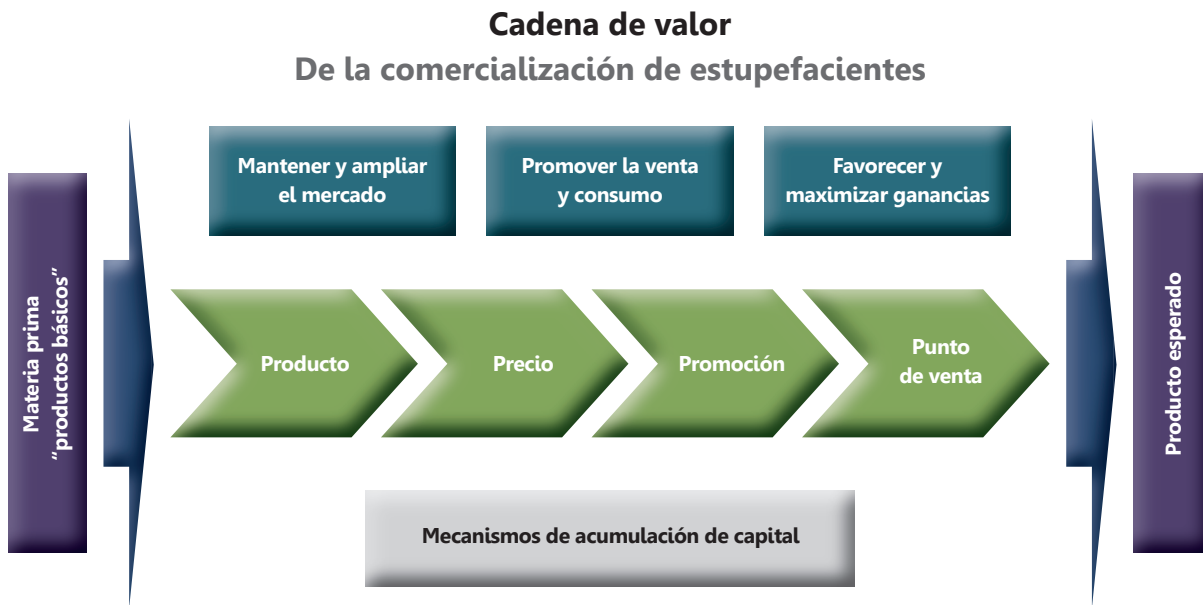 Cadena de valor
De la comercialización de estupefacientes
Mantener y ampliar
el mercado
Promover la venta
y consumo
Favorecer y
maximizar ganancias
Materia prima
“productos básicos”
Producto
Precio
Promoción
Punto
de venta
Producto esperado
Mecanismos de acumulación de capital